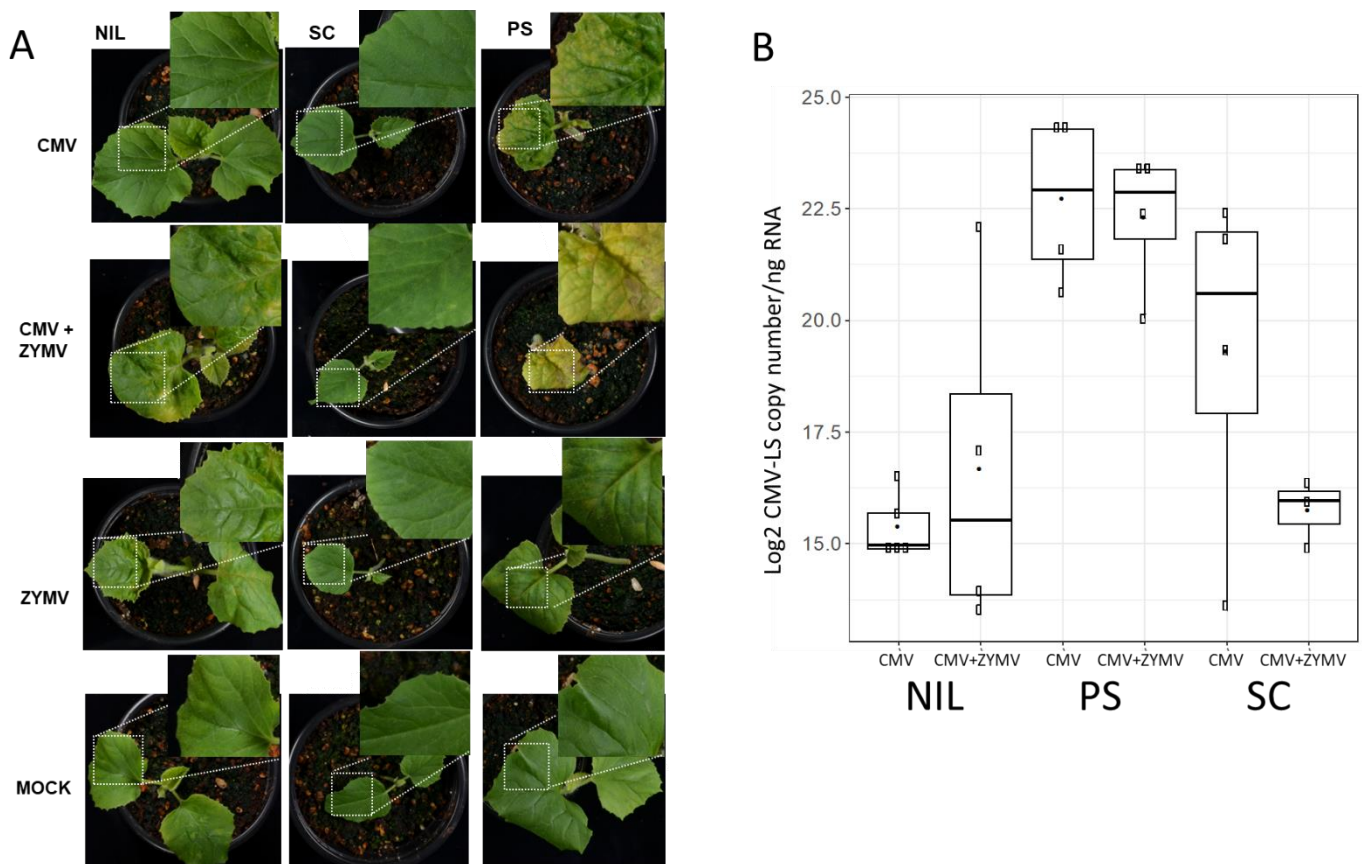 A
NIL
SC
PS
CMV
CMV +
ZYMV
ZYMV
MOCK
B
Log2 CMV-LS copy number/ng RNA
25.0
22.5
20.0
17.5
15.0
CMV
CMV+ZYMV
CMV
CMV+ZYMV
CMV
CMV+ZYMV
NIL
PS
SC